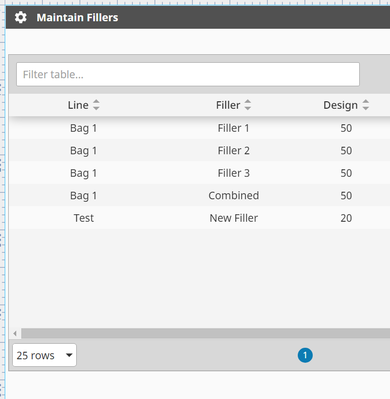 Maintain Fillers
Filter table...
Line Filler Design
Bag 1 Filler 1 50
Bag 1 Filler 2 50
Bag 1 Filler 3 50
Bag 1 Combined 50
Test New Filler 20
25 rows 1